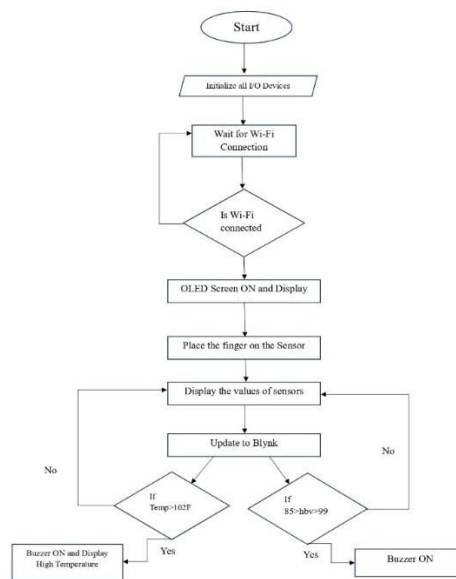 Start
Initialize all I/O Devices
Wait for Wi-Fi
Connection
Is Wi-Fi
connected
OLED Screen ON and Display
Place the finger on the Sensor
Display the values of sensors
Update to Blynk
No
No
If
Temp>102F
If
85>hbv>99
Yes
Yes
Buzzer ON and Display
High Temperature
Buzzer ON